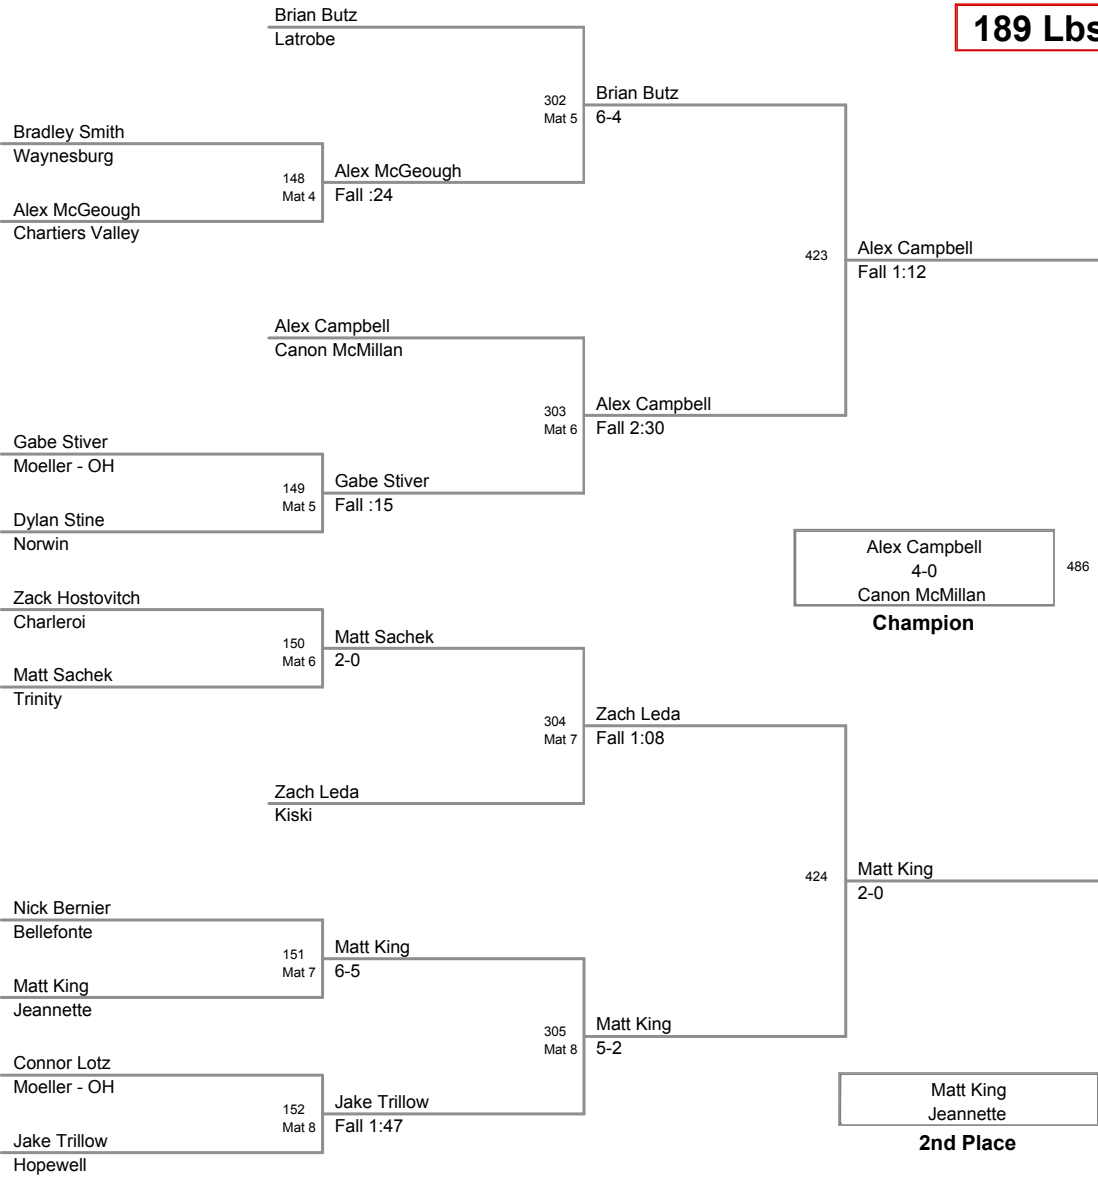 Brian Butz
Latrobe
189 Lbs
302
Mat 5
Brian Butz
6-4
Bradley Smith
Waynesburg
148
Mat 4
Alex McGeough
Fall :24
Alex McGeough
Chartiers Valley
423
Alex Campbell
Fall 1:12
Alex Campbell
Canon McMillan
303
Mat 6
Alex Campbell
Fall 2:30
Gabe Stiver
Moeller - OH
149
Mat 5
Gabe Stiver
Fall :15
Dylan Stine
Norwin
Alex Campbell
4-0
Canon McMillan
486
Champion
Zack Hostovitch
Charleroi
150
Mat 6
Matt Sachek
2-0
Matt Sachek
Trinity
304
Mat 7
Zach Leda
Fall 1:08
Zach Leda
Kiski
424
Matt King
2-0
Nick Bernier
Bellefonte
151
Mat 7
Matt King
6-5
Matt King
Jeannette
305
Mat 8
Matt King
5-2
Connor Lotz
Moeller - OH
152
Mat 8
Jake Trillow
Fall 1:47
Jake Trillow
Hopewell
Matt King
Jeannette
2nd Place